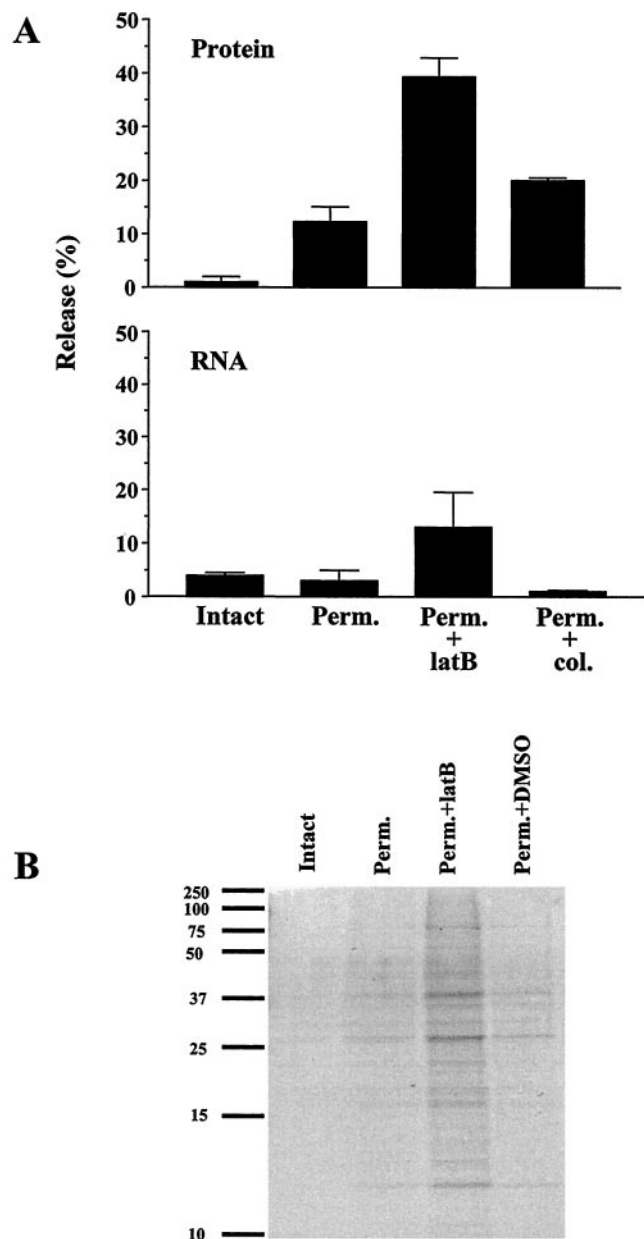 A
Protein
50
40
30
20
10
0
Release (%)
RNA
50
40
30
20
10
0
Intact
Perm.
Perm.
+
latB
Perm.
+
col.
B
Intact
Perm.
Perm.+latB
Perm.+DMSO
250
100
75
50
37
25
15
10